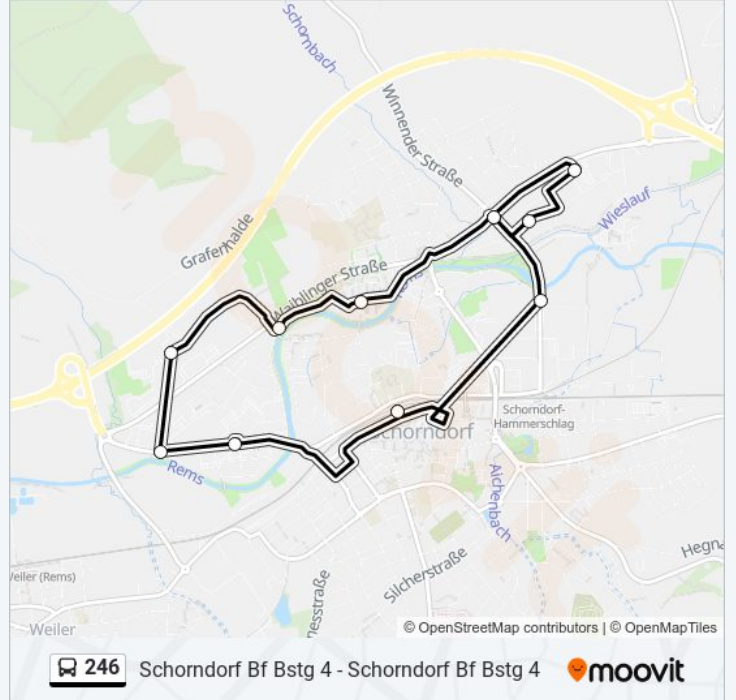 Schornbach
Winnender Straße
Wieslauf
Grafenhalde
Waiblinger Straße
Rems
Schorndorf-
Hammerschlag
Schorndorf
Rems
Aichenbach
Silcherstraße
Weiler (Rems)
Weiler
© OpenStreetMap contributors | © OpenMapTiles
246 Schorndorf Bf Bstg 4 - Schorndorf Bf Bstg 4 moovit